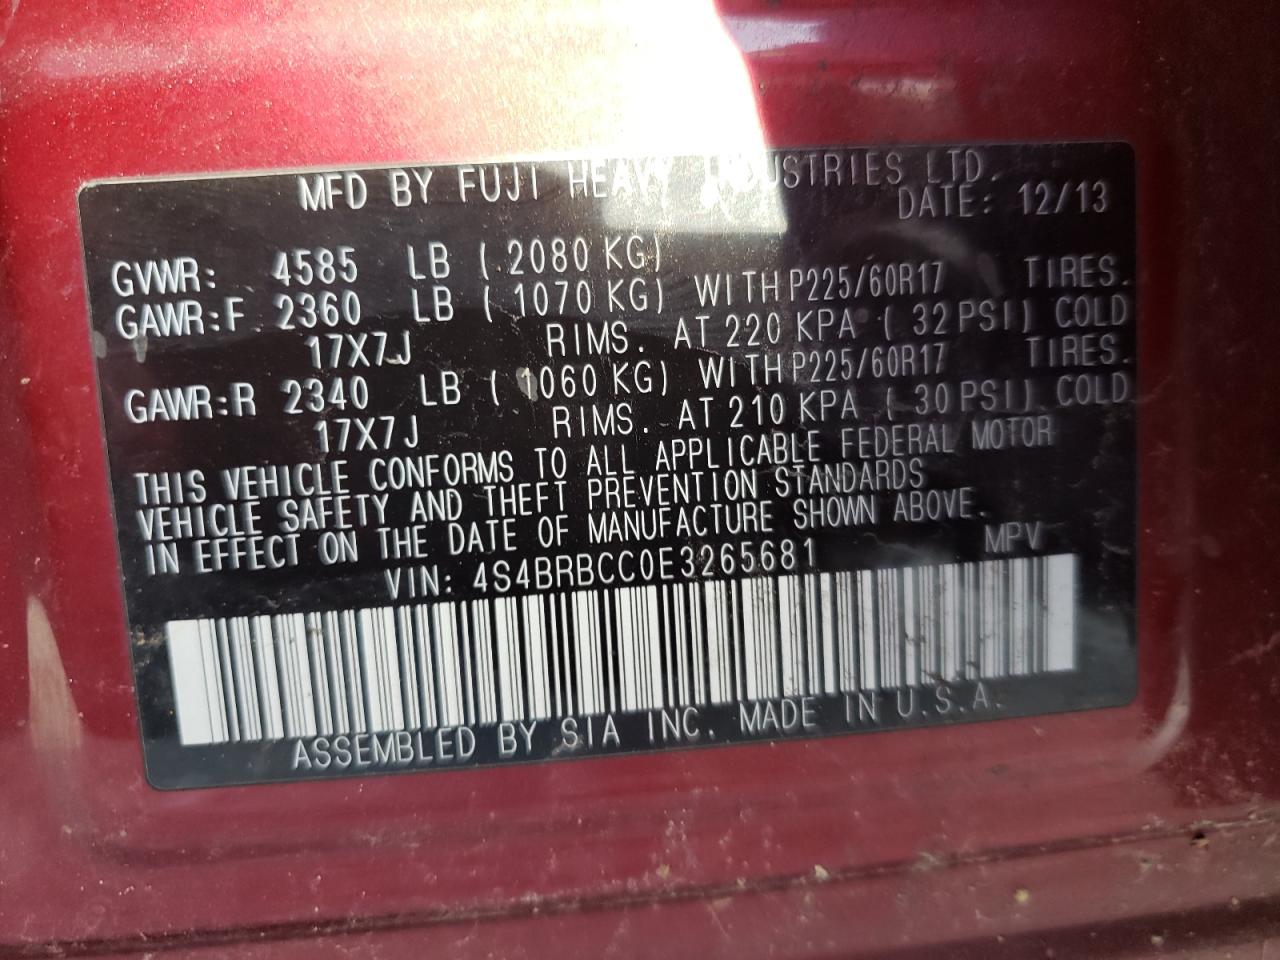 MFD BY FUJI HEAVY INDUSTRIES LTD.
DATE: 12/13
GVWR: 4585 LB ( 2080 KG)
GAWR:F 2360 LB ( 1070 KG) WITH P225/60R17 TIRES.
17X7J RIMS. AT 220 KPA ( 32 PSI) COLD
GAWR:R 2340 LB ( 1060 KG) WITH P225/60R17 TIRES.
17X7J RIMS. AT 210 KPA ( 30 PSI) COLD
THIS VEHICLE CONFORMS TO ALL APPLICABLE FEDERAL MOTOR
VEHICLE SAFETY AND THEFT PREVENTION STANDARDS
IN EFFECT ON THE DATE OF MANUFACTURE SHOWN ABOVE.
VIN: 4S4BRBCC0E3265681 MPV
ASSEMBLED BY SIA INC. MADE IN U.S.A.